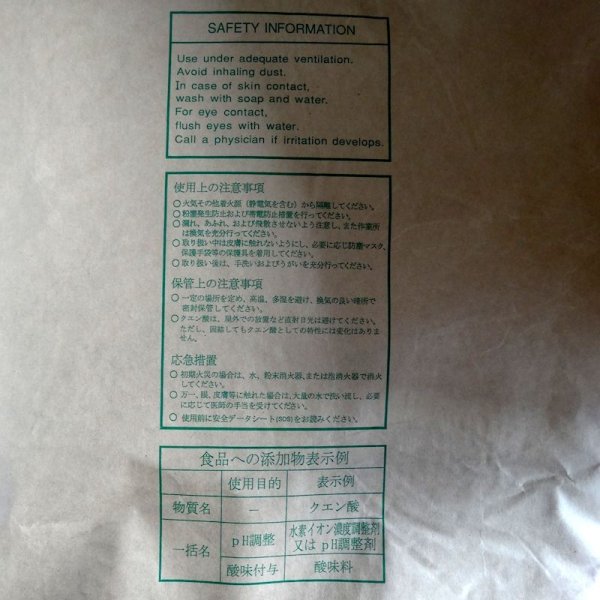 SAFETY INFORMATION
Use under adequate ventilation.
Avoid inhaling dust.
In case of skin contact,
wash with soap and water.
For eye contact,
flush eyes with water.
Call a physician if irritation develops.
使用上の注意事項
○火気その他着火源（静電気を含む）から隔離してください。
○粉塵発生防止および帯電防止措置を行ってください。
○漏れ、あふれ、および飛散させないよう注意し、また作業所
は換気を充分行ってください。
○取り扱い中は皮膚に触れないようにし、必要に応じ防塵マスク、
保護手袋等の保護具を着用してください。
○取り扱い後は、手洗いおよびうがいを充分行ってください。
保管上の注意事項
○一定の場所を定め、高温、多湿を避け、換気の良い場所で
密封保管してください。
○クエン酸は、屋外での放置など直射日光は避けてください。
ただし、固結してもクエン酸としての特性には変化はありま
せん。
応急措置
○初期火災の場合は、水、粉末消火器、または泡消火器で消火
してください。
○万一、眼、皮膚等に触れた場合は、大量の水で洗い流し、必要
に応じて医師の手当を受けてください。
○使用前に安全データシート(SDS)をお読みください。
食品への添加物表示例
使用目的 表示例
物質名 － クエン酸
一括名 pH調整 水素イオン濃度調整剤
又は pH調整剤
酸味付与 酸味料